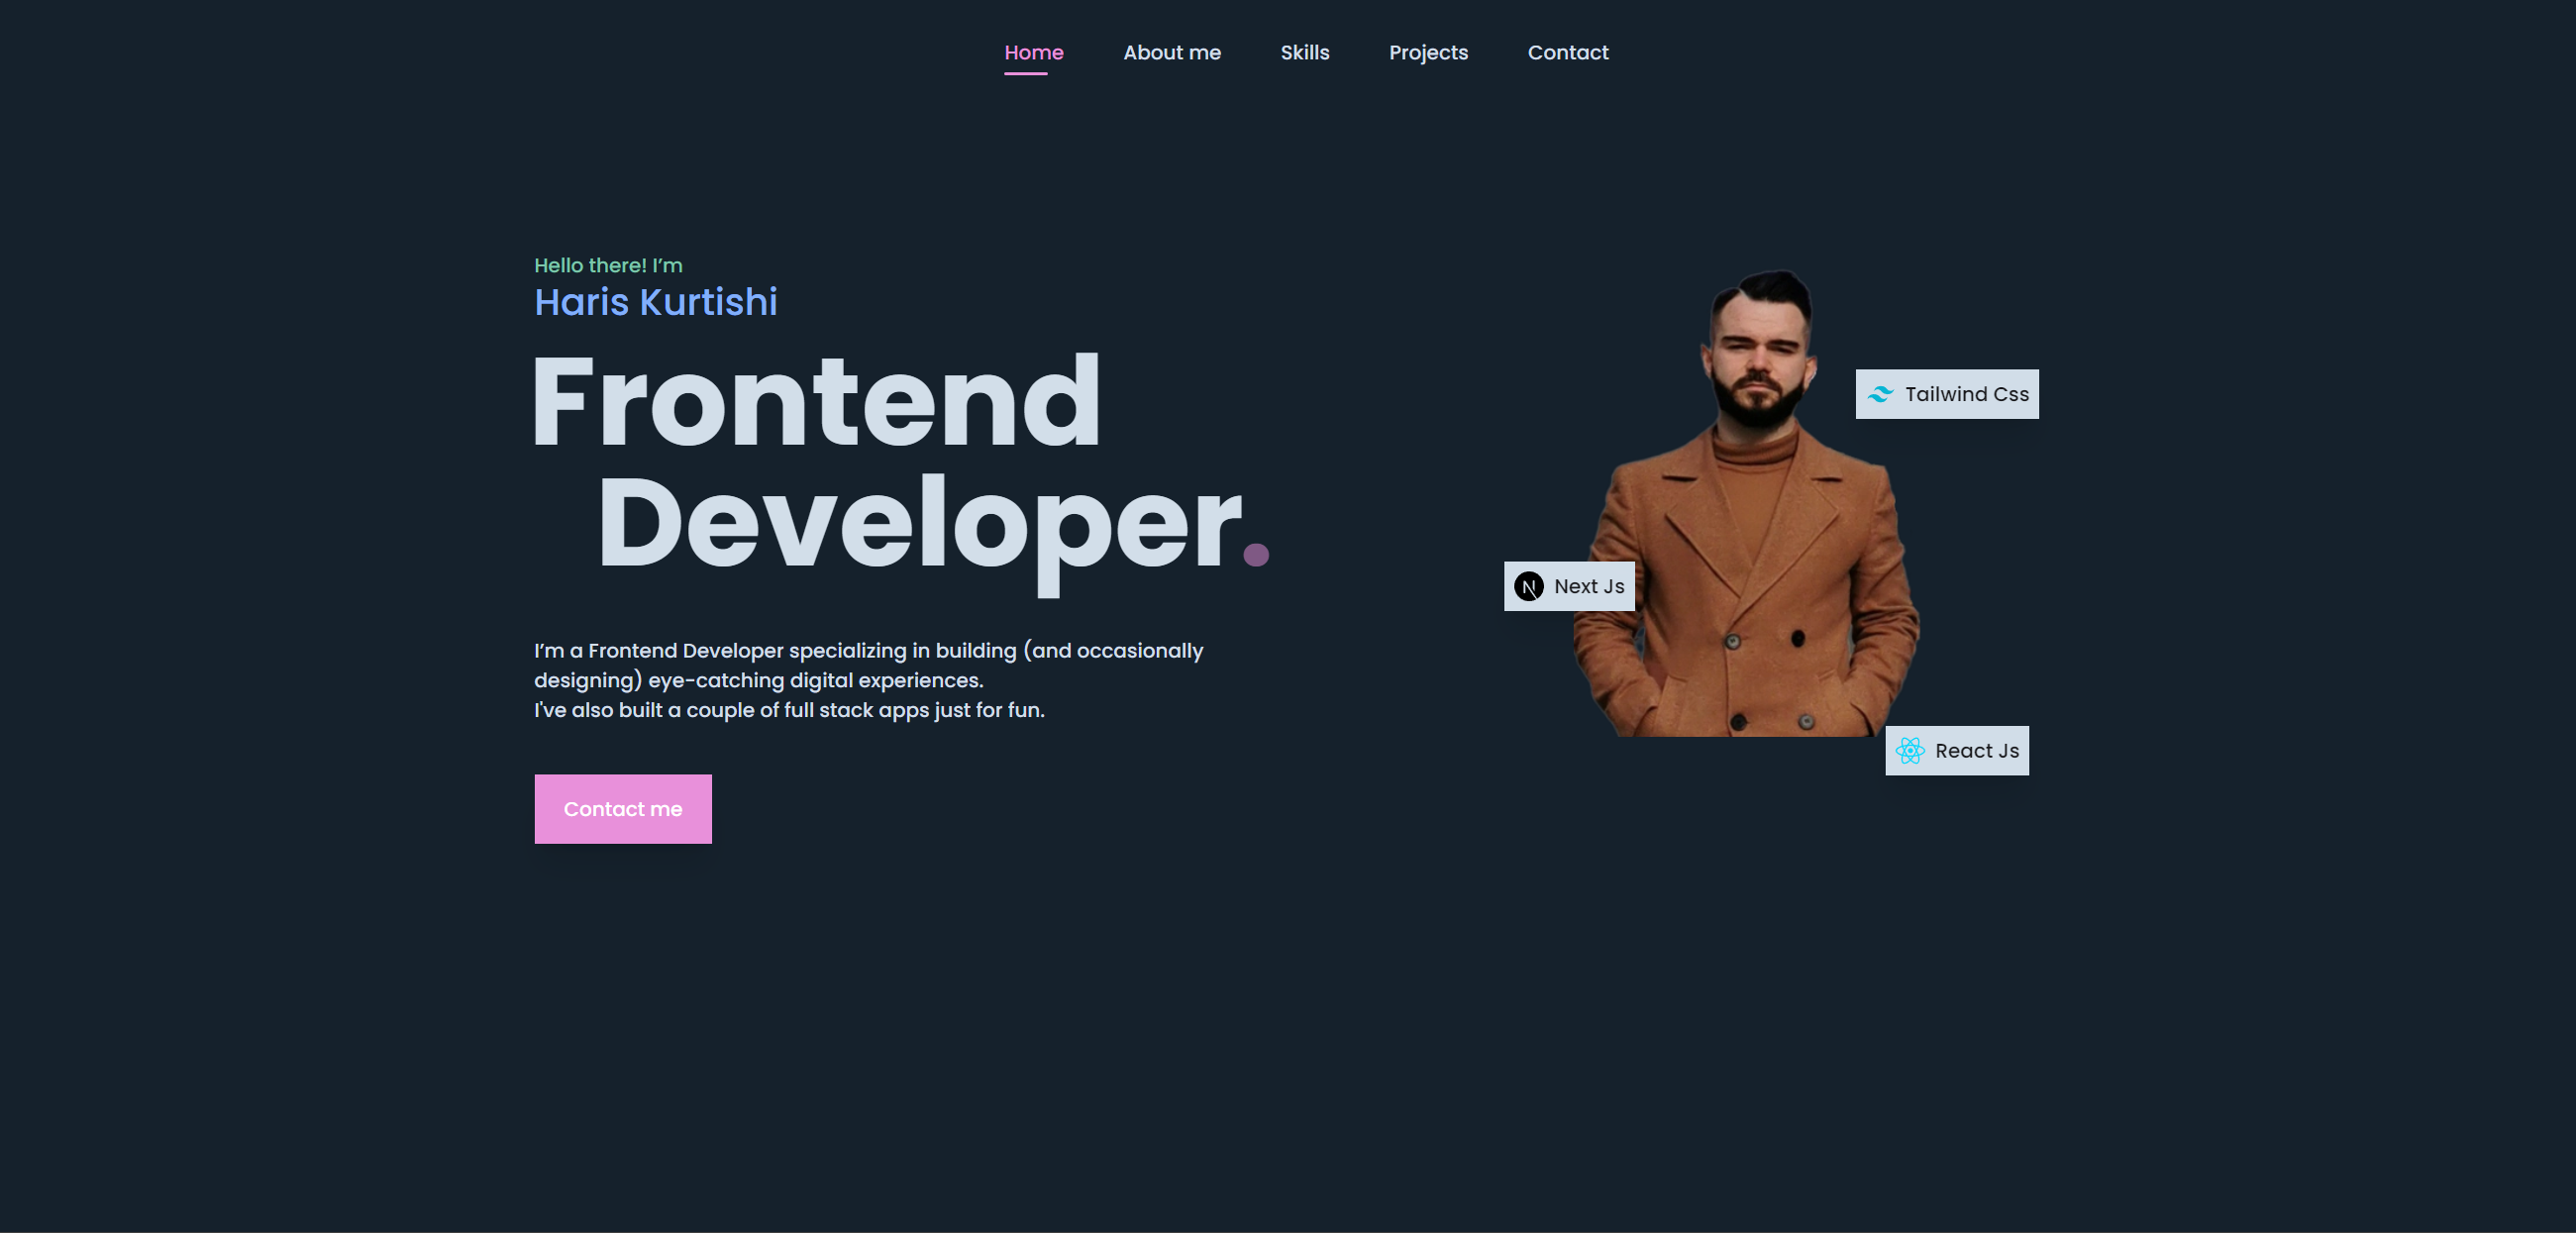 Home About me Skills Projects Contact
Hello there! I’m
Haris Kurtishi
Frontend
Developer.
Tailwind Css
Next Js
I’m a Frontend Developer specializing in building (and occasionally
designing) eye-catching digital experiences.
I've also built a couple of full stack apps just for fun.
React Js
Contact me